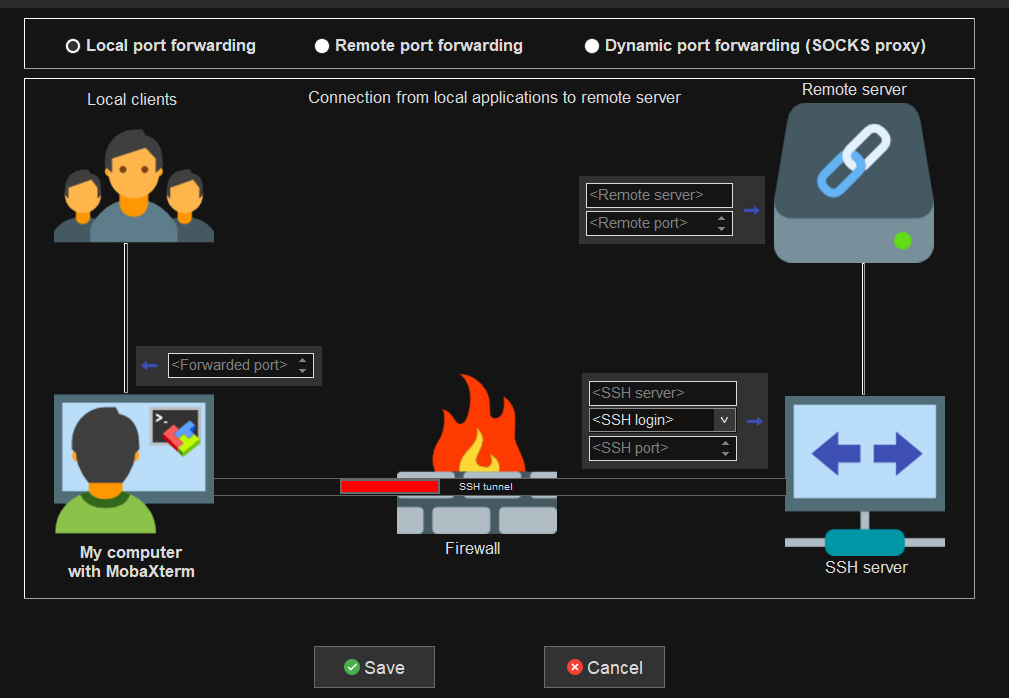 Local port forwarding
Remote port forwarding
Dynamic port forwarding (SOCKS proxy)
Local clients
Connection from local applications to remote server
Remote server
<Remote server>
<Remote port>
<Forwarded port>
<SSH server>
<SSH login>
<SSH port>
>_
SSH tunnel
Firewall
My computer
with MobaXterm
SSH server
Save
Cancel